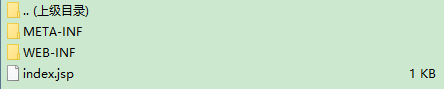 .. (上级目录)
META-INF
WEB-INF
index.jsp 1 KB